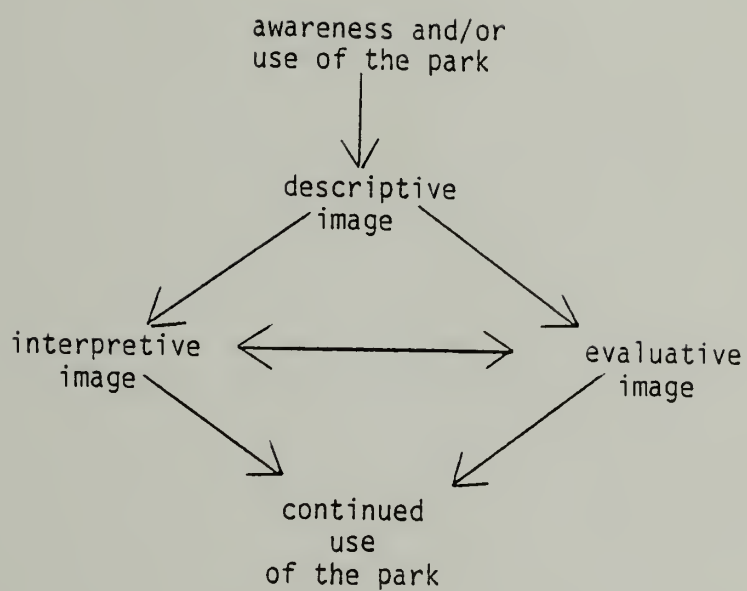 awareness and/or
use of the park
descriptive
image
interpretive
image
evaluative
image
continued
use
of the park